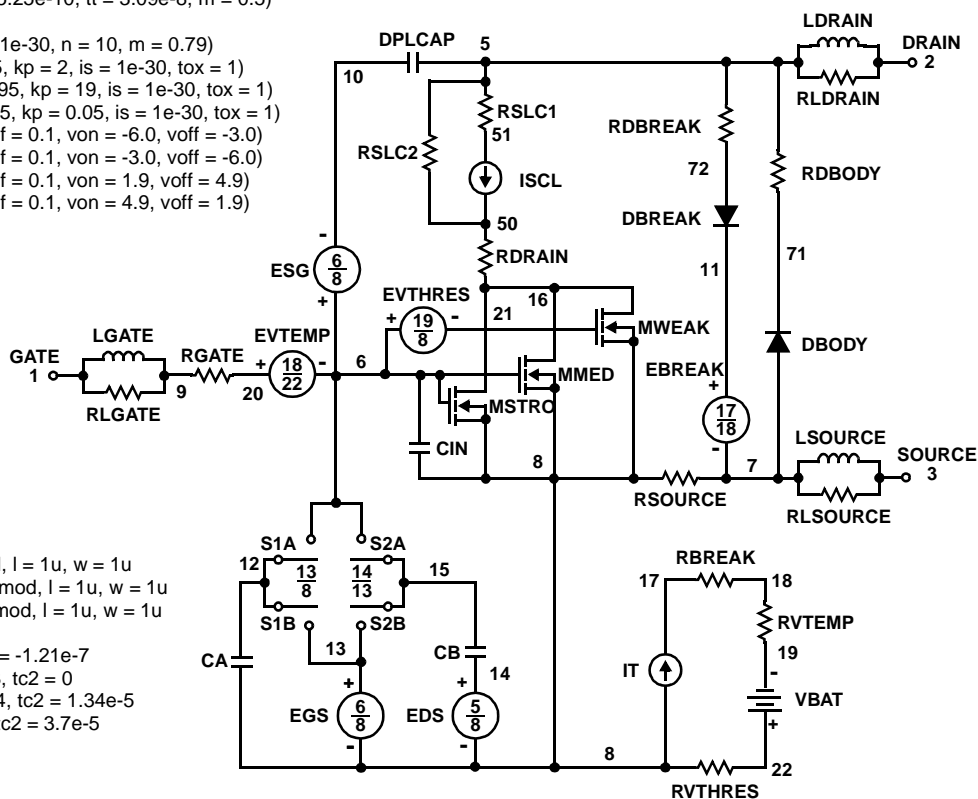 5.25e-10, tt = 3.69e-8, m = 0.5)
1e-30, n = 10, m = 0.79)
5, kp = 2, is = 1e-30, tox = 1)
95, kp = 19, is = 1e-30, tox = 1)
5, kp = 0.05, is = 1e-30, tox = 1)
ff = 0.1, von = -6.0, voff = -3.0)
ff = 0.1, von = -3.0, voff = -6.0)
ff = 0.1, von = 1.9, voff = 4.9)
ff = 0.1, von = 4.9, voff = 1.9)
LDRAIN
DPLCAP
5
DRAIN
2
10
RLDRAIN
RSLC1
51
RDBREAK
RSLC2
72
RDBODY
ISCL
DBREAK
50
71
RDRAIN
ESG
6
8
11
EVTHRES
16
19
8
21
MWEAK
LGATE
EVTEMP
DBODY
GATE
1
RGATE
18
22
6
MMED
EBREAK
9
20
MSTRO
17
18
RLGATE
LSOURCE
CIN
8
7
SOURCE
3
RSOURCE
RLSOURCE
S1A
S2A
l = 1u, w = 1u
mod, l = 1u, w = 1u
mod, l = 1u, w = 1u
12
13
8
14
13
15
RBREAK
17
18
S1B
S2B
RVTEMP
= -1.21e-7
, tc2 = 0
4, tc2 = 1.34e-5
tc2 = 3.7e-5
13
CA
CB
14
19
IT
VBAT
EGS
6
8
EDS
5
8
8
22
RVTHRES